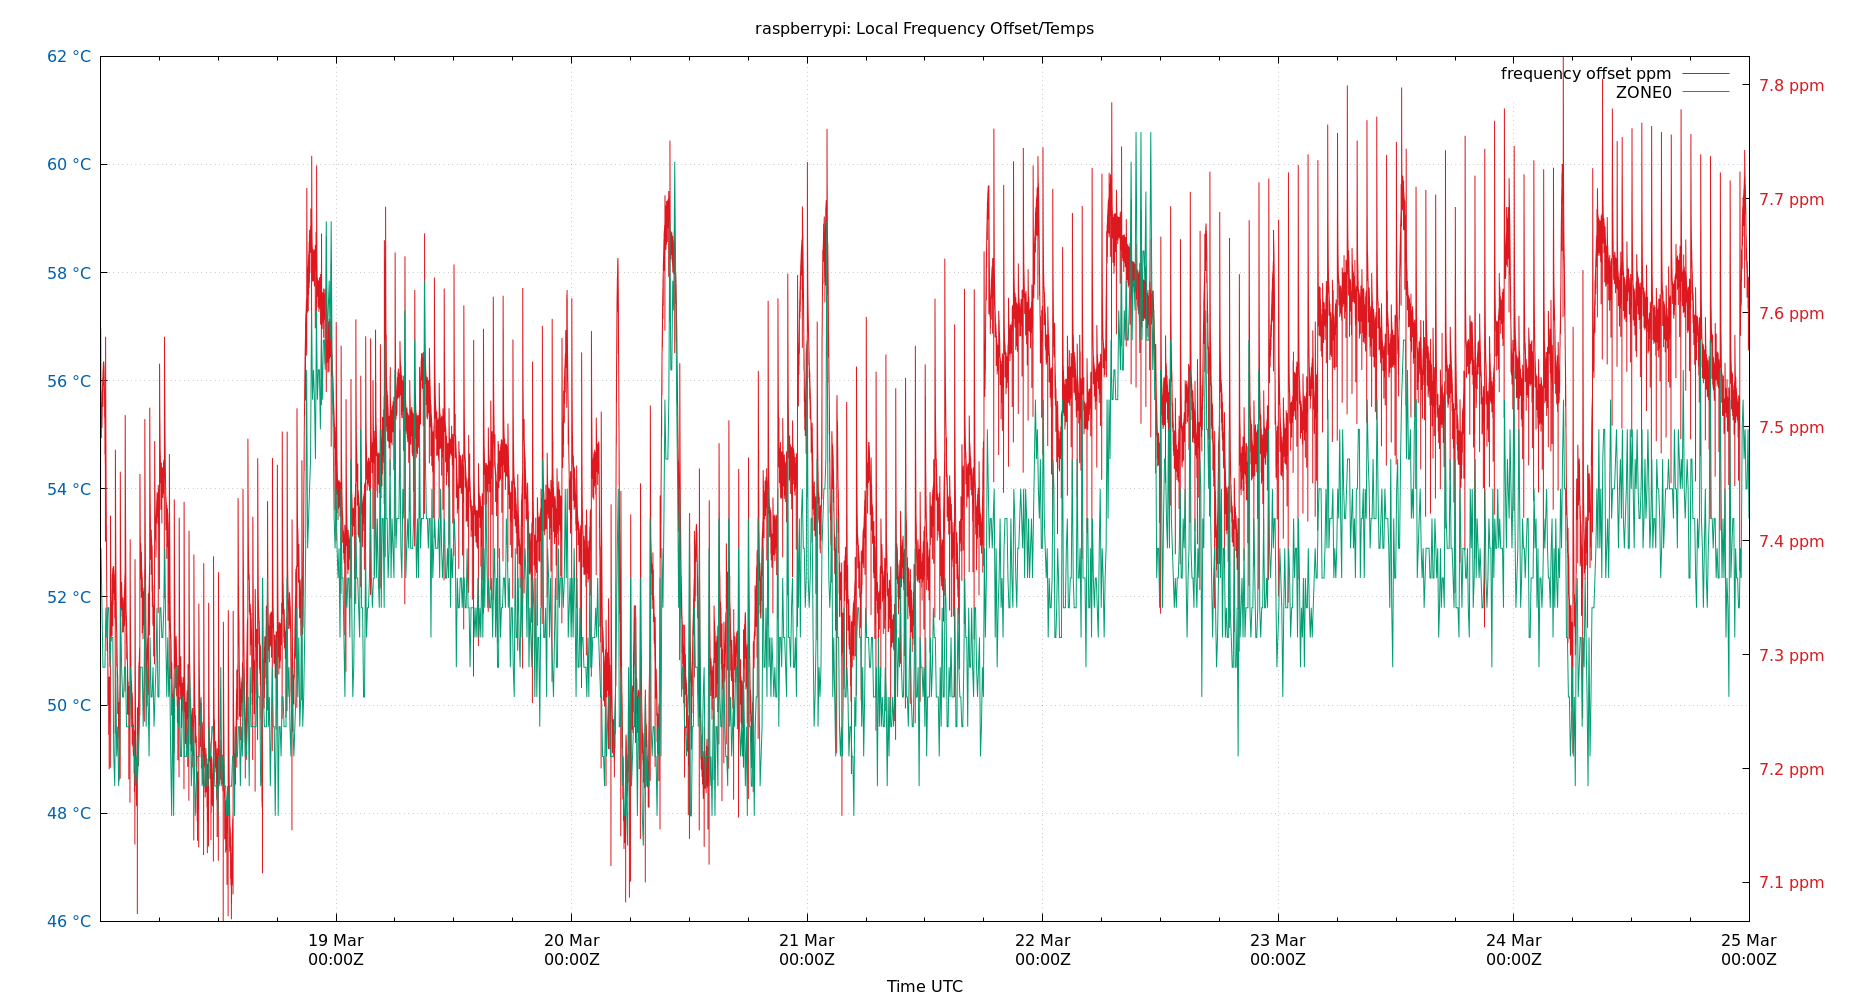 raspberrypi: Local Frequency Offset/Temps
62 °C
60 °C
58 °C
56 °C
54 °C
52 °C
50 °C
48 °C
46 °C
frequency offset ppm
ZONE0
7.8 ppm
7.7 ppm
7.6 ppm
7.5 ppm
7.4 ppm
7.3 ppm
7.2 ppm
7.1 ppm
19 Mar
00:00Z
20 Mar
00:00Z
21 Mar
00:00Z
22 Mar
00:00Z
23 Mar
00:00Z
24 Mar
00:00Z
25 Mar
00:00Z
Time UTC